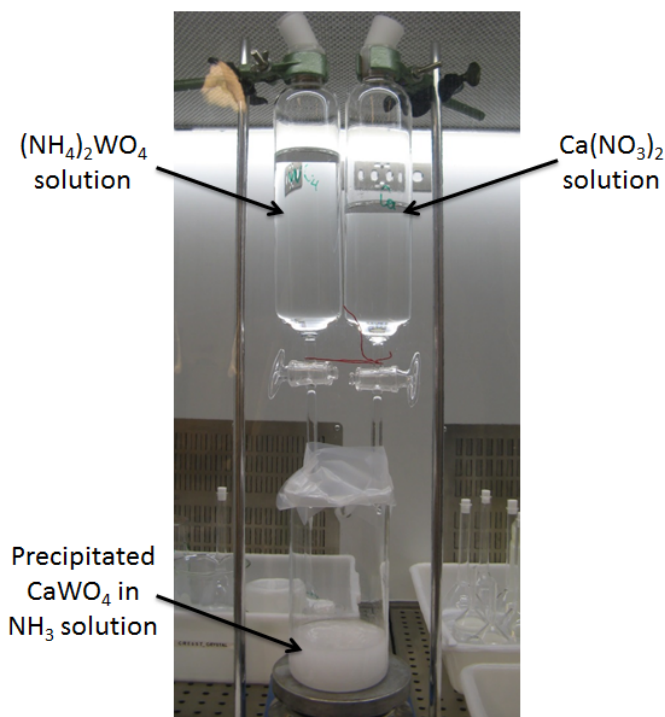 (NH₄)₂WO₄
solution
Ca(NO₃)₂
solution
Precipitated
CaWO₄ in
NH₃ solution